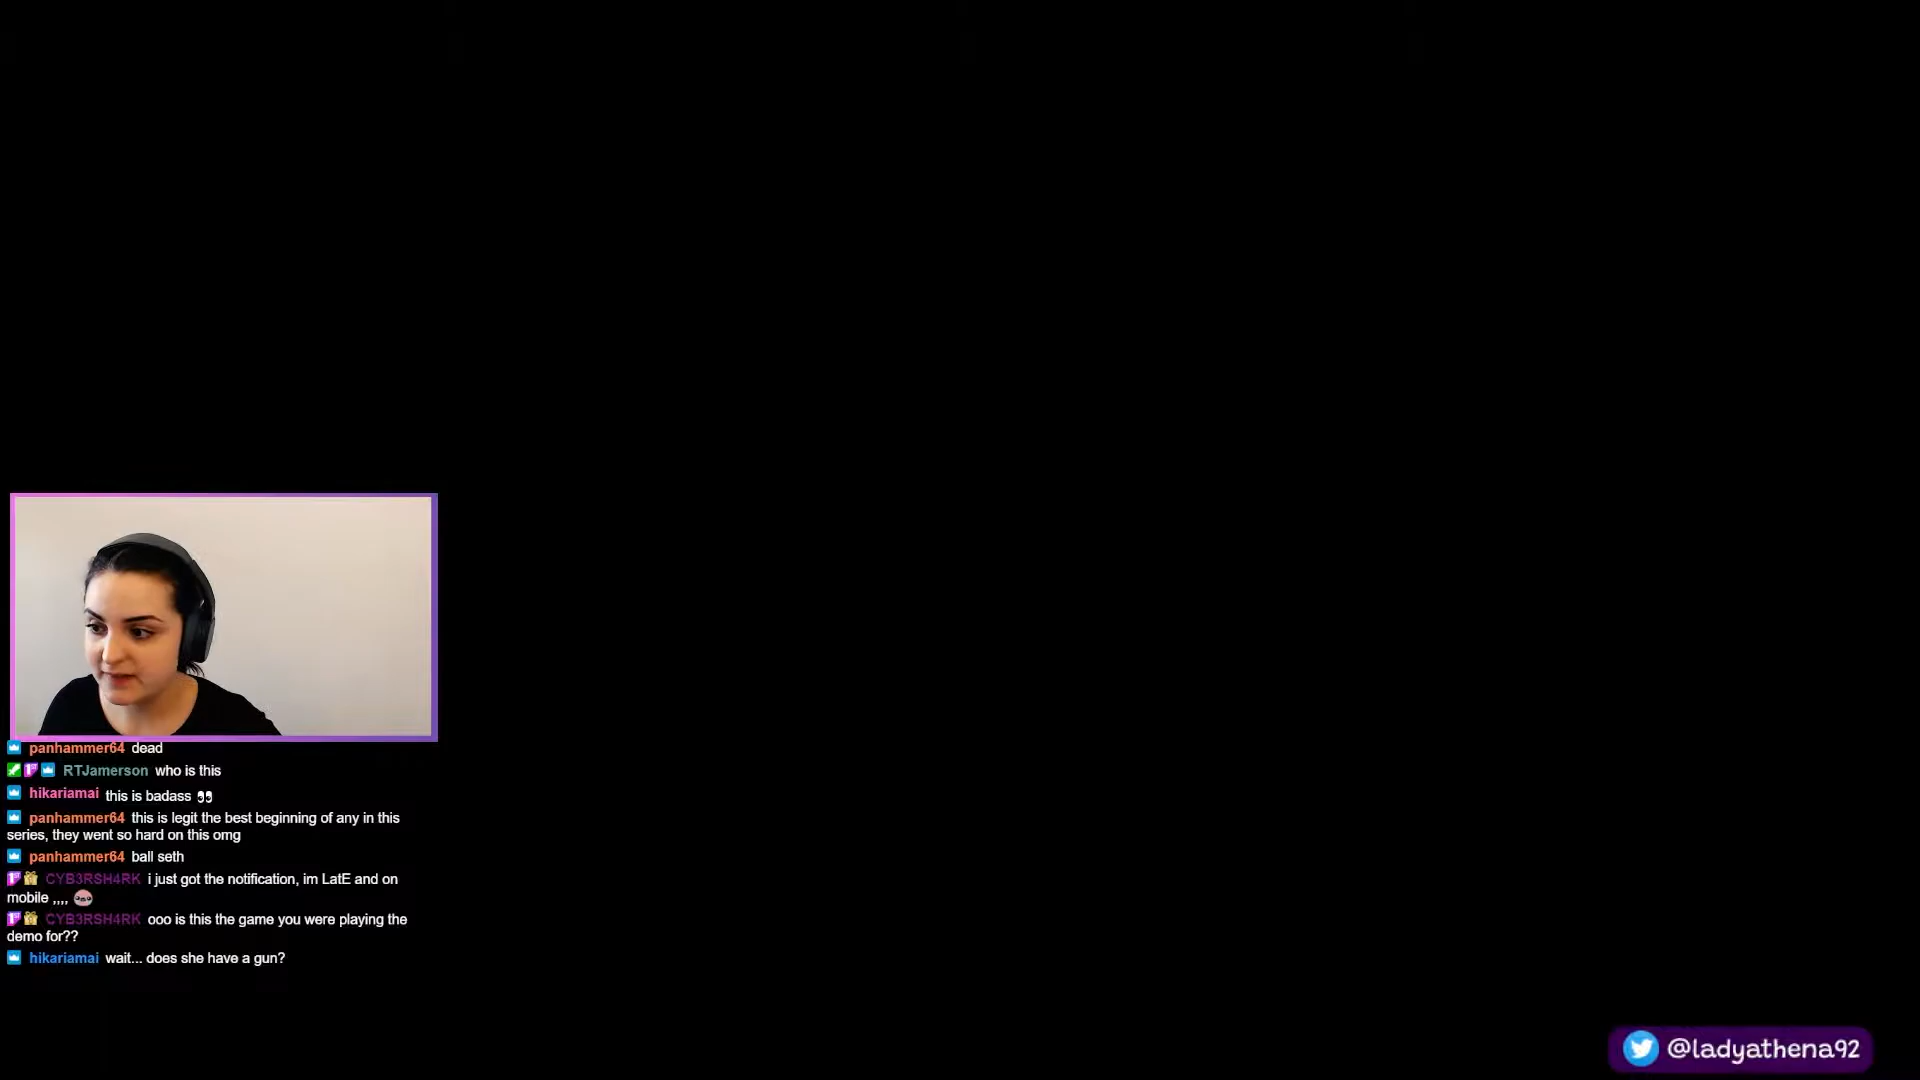 panhammer64 dead
RTJamerson who is this
hikariamai this is badass
panhammer64 this is legit the best beginning of any in this
series, they went so hard on this omg
panhammer64 ball seth
CYB3RSH4RK i just got the notification, im LatE and on
mobile ,,,,
CYB3RSH4RK ooo is this the game you were playing the
demo for??
hikariamai wait... does she have a gun?
@ladyathena92